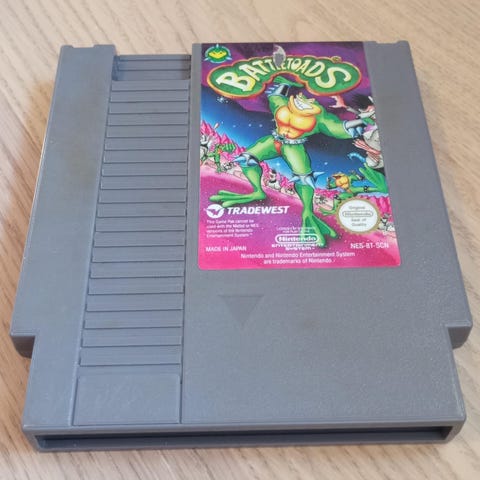 BATTLETOADS
TRADEWEST
This Game Pak cannot be
used with the Mattel or NES
versions of the Nintendo
Entertainment System.
MADE IN JAPAN
Nintendo
ENTERTAINMENT
SYSTEM
Original
Nintendo
Seal of
Quality
NES-8T-SCN
Nintendo and Nintendo Entertainment System
are trademarks of Nintendo.